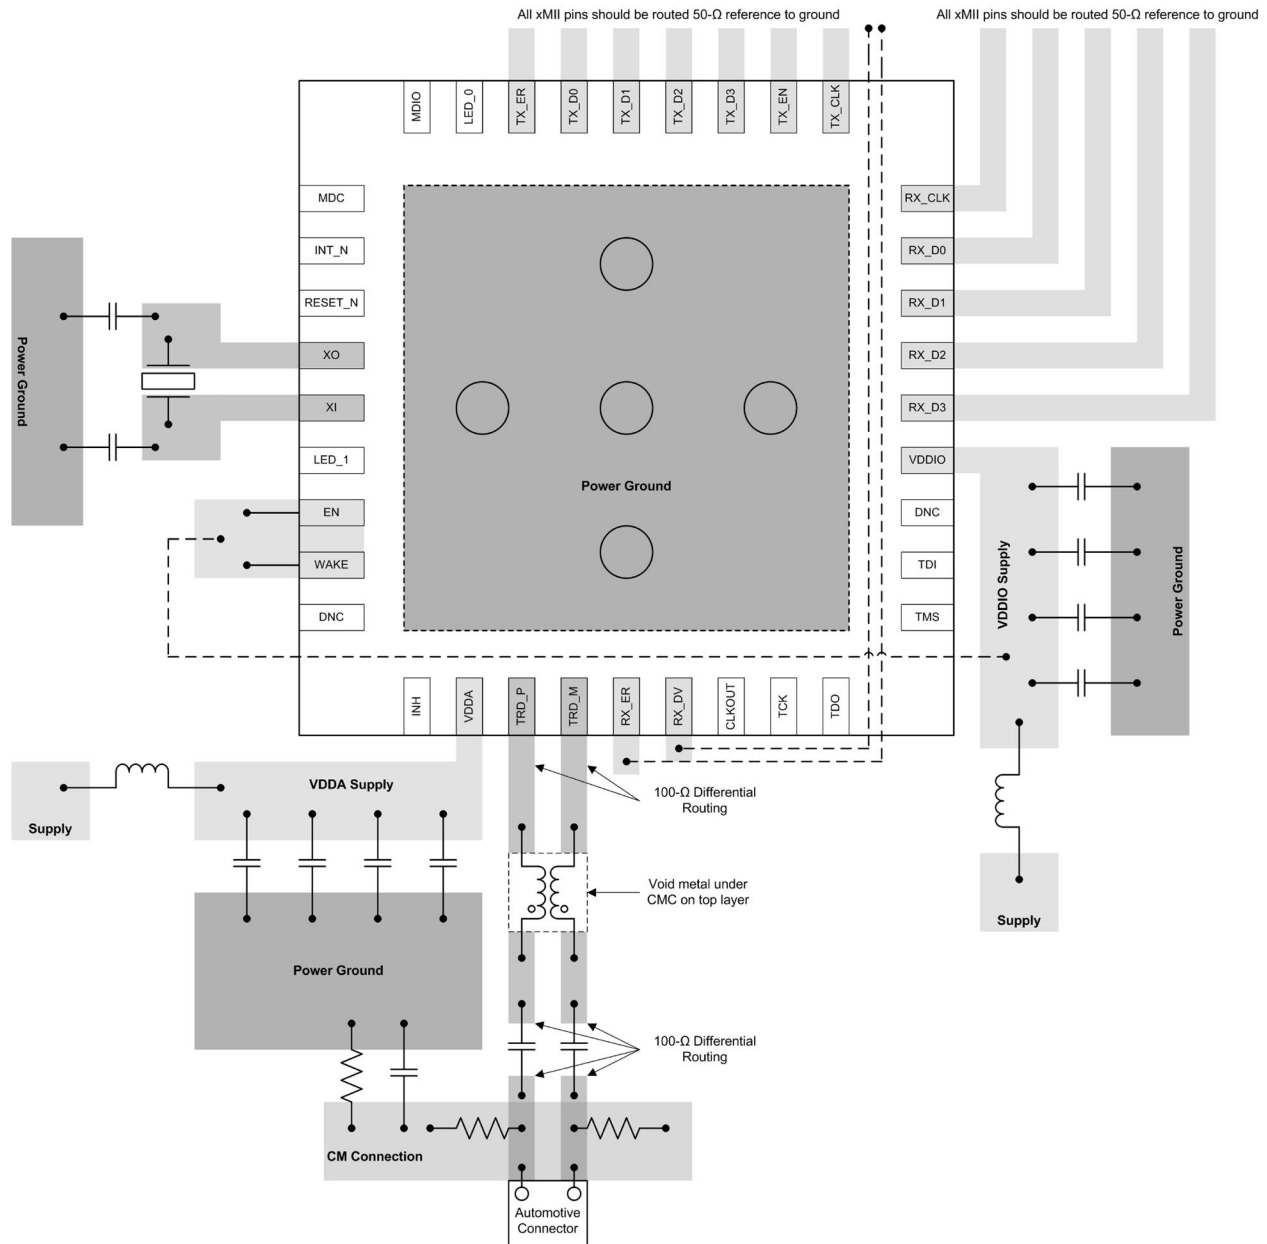 All xMII pins should be routed 50-Ω reference to ground
All xMII pins should be routed 50-Ω reference to ground
MDIO
LED_0
TX_ER
TX_D0
TX_D1
TX_D2
TX_D3
TX_EN
TX_CLK
MDC
INT_N
RESET_N
XO
XI
LED_1
EN
WAKE
DNC
Power Ground
Power Ground
RX_CLK
RX_D0
RX_D1
RX_D2
RX_D3
VDDIO
DNC
TDI
TMS
VDDIO Supply
Power Ground
INH
VDDA
TRD_P
TRD_M
RX_ER
RX_DV
CLKOUT
TCK
TDO
VDDA Supply
Supply
100-Ω Differential
Routing
Void metal under
CMC on top layer
Supply
Power Ground
100-Ω Differential
Routing
CM Connection
Automotive
Connector